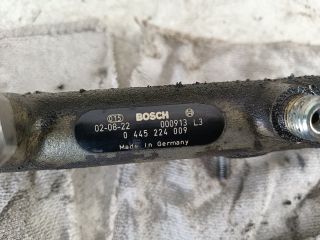 BOSCH
02-08-22 000913 L3
0 445 224 009
Made in Germany